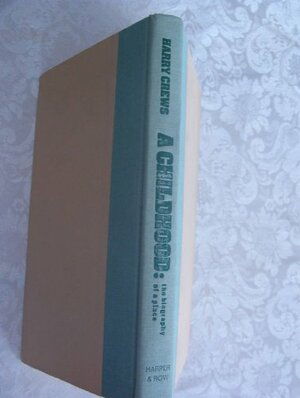 HARRY CREWS
A CHILDHOOD:
the biography
of a place
HARPER
& ROW